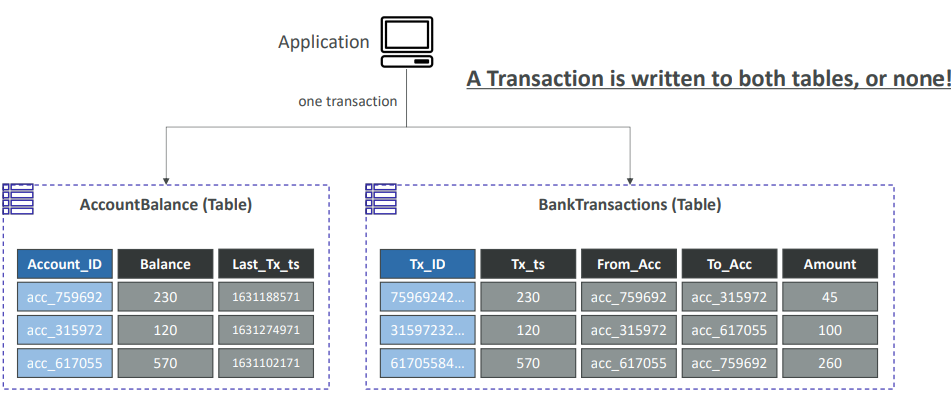 Application
A Transaction is written to both tables, or none!
one transaction
AccountBalance (Table)
Account_ID Balance Last_Tx_ts
acc_759692 230 1631188571
acc_315972 120 1631274971
acc_617055 570 1631102171
BankTransactions (Table)
Tx_ID Tx_ts From_Acc To_Acc Amount
75969242... 230 acc_759692 acc_315972 45
31597232... 120 acc_315972 acc_617055 100
61705584... 570 acc_617055 acc_759692 260